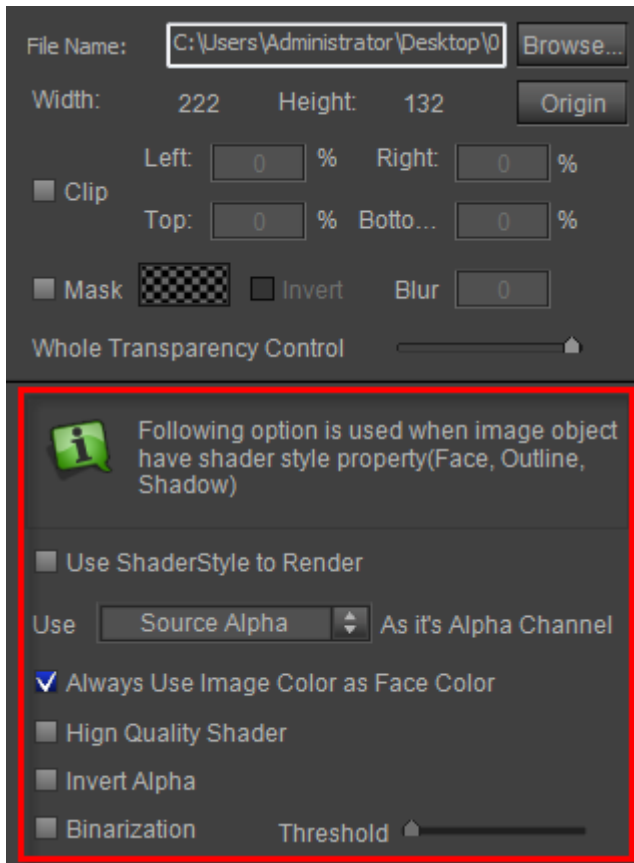 File Name: C:\Users\Administrator\Desktop\0 Browse...
Width: 222 Height: 132 Origin
Left: 0 % Right: 0 %
Clip
Top: 0 % Botto... 0 %
Mask Invert Blur 0
Whole Transparency Control
Following option is used when image object
have shader style property(Face, Outline,
Shadow)
Use ShaderStyle to Render
Use Source Alpha As it's Alpha Channel
Always Use Image Color as Face Color
Hign Quality Shader
Invert Alpha
Binarization Threshold